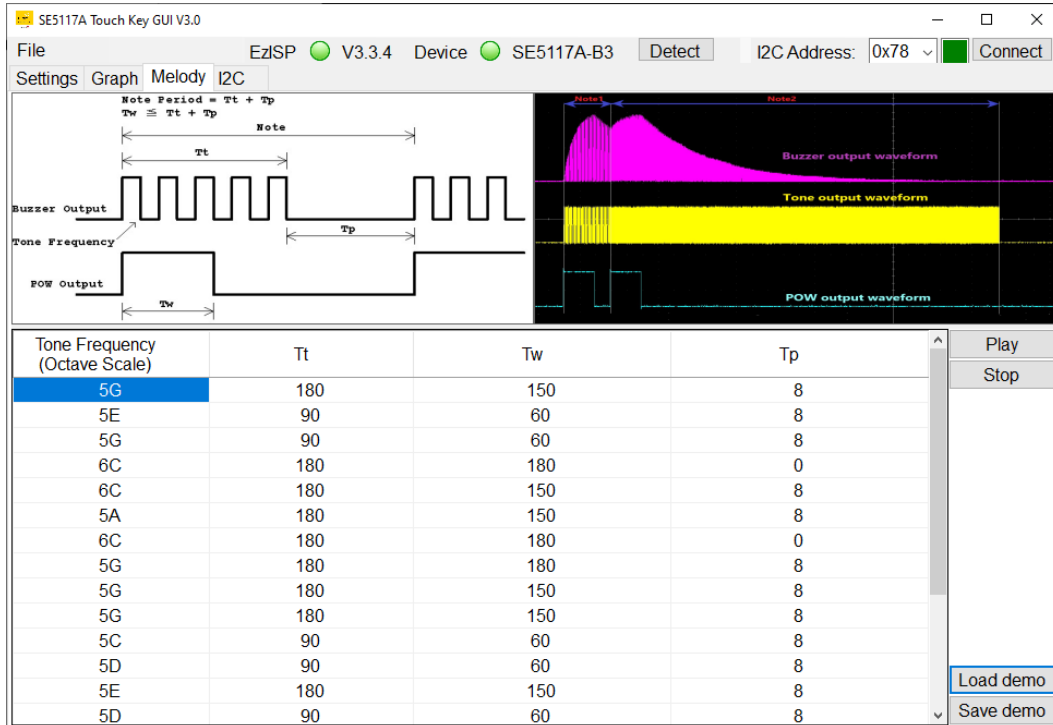 SE5117A Touch Key GUI V3.0
File EzISP V3.3.4 Device SE5117A-B3 Detect I2C Address: 0x78 Connect
Settings Graph Melody I2C
Note Period = Tt + Tp
Tw ≦ Tt + Tp
Note
Tt
Buzzer Output
Tp
Tone Frequency
POW Output
Tw
Note1 Note2
Buzzer output waveform
Tone output waveform
POW output waveform
Tone Frequency
(Octave Scale) Tt Tw Tp
5G 180 150 8
5E 90 60 8
5G 90 60 8
6C 180 180 0
6C 180 150 8
5A 180 150 8
6C 180 180 0
5G 180 180 8
5G 180 150 8
5G 180 150 8
5C 90 60 8
5D 90 60 8
5E 180 150 8
5D 90 60 8
Play
Stop
Load demo
Save demo